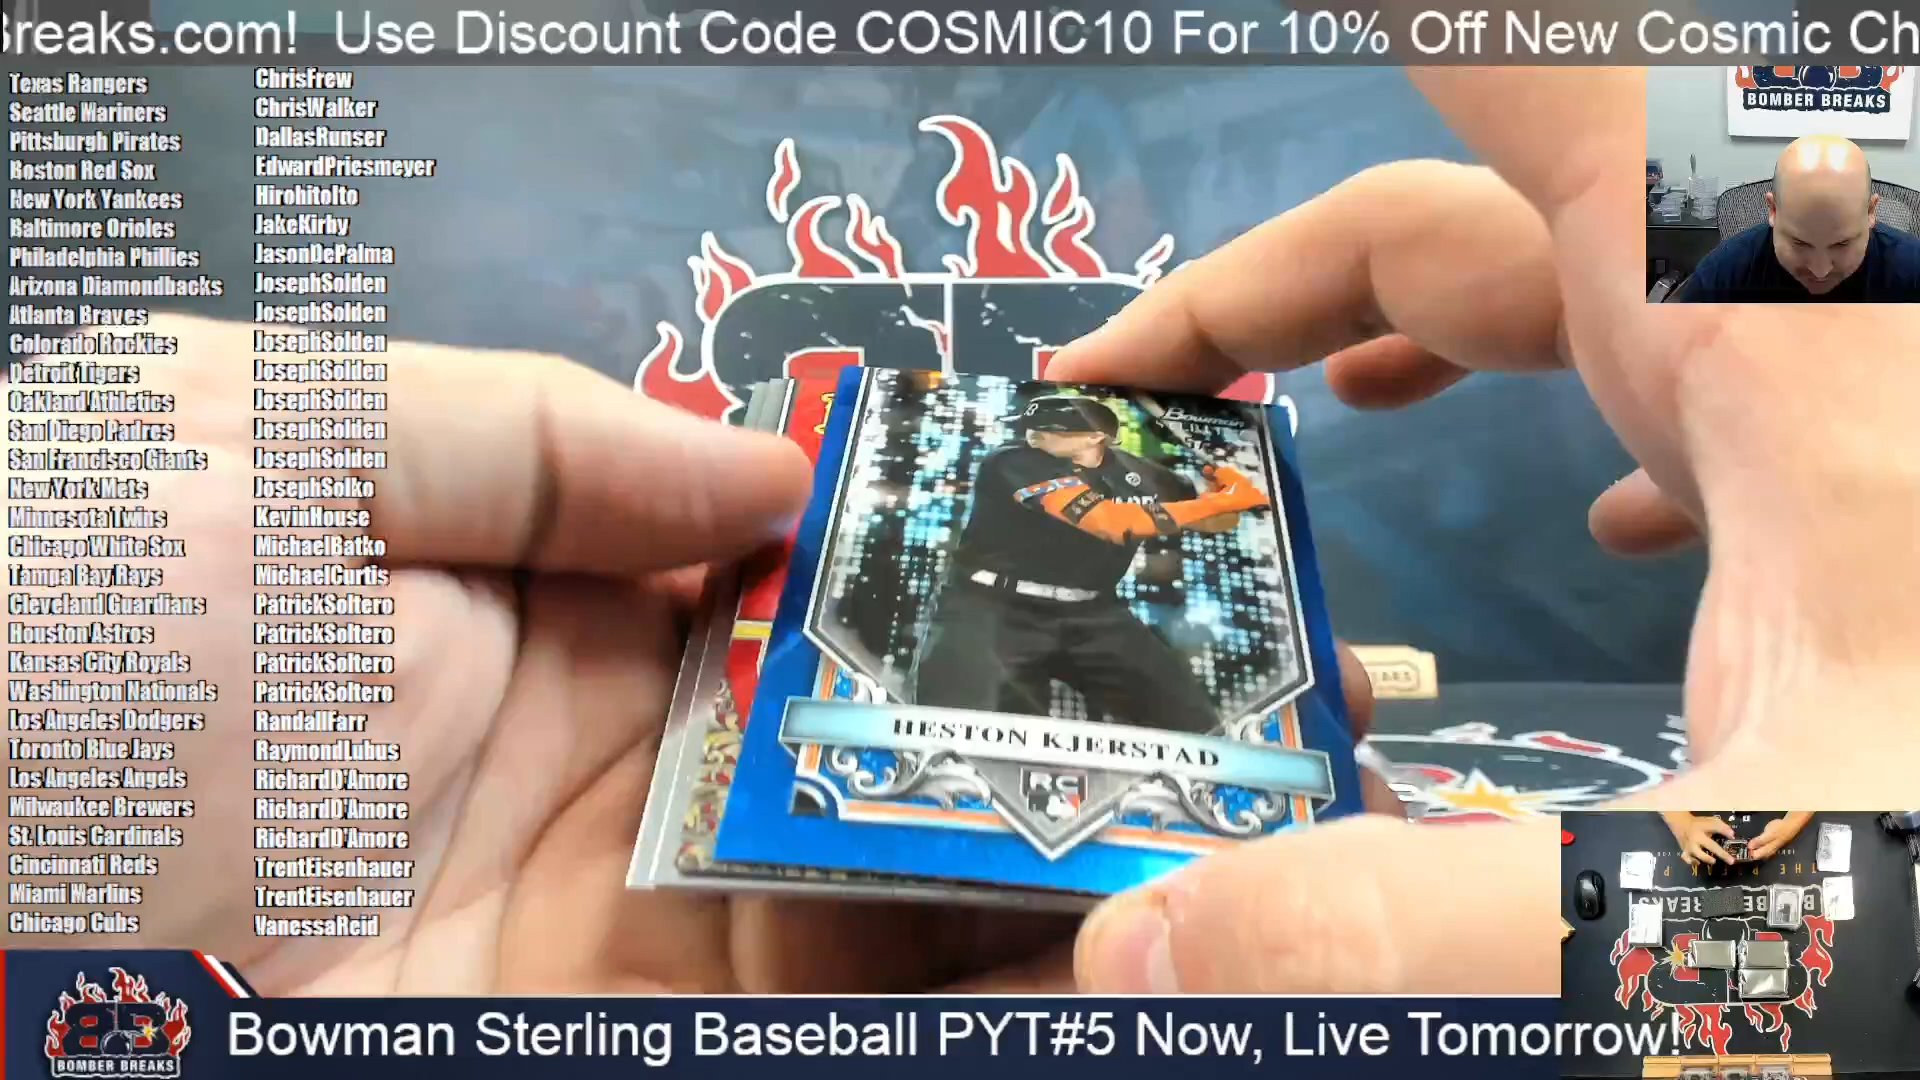 Breaks.com!  Use Discount Code COSMIC10 For 10% Off New Cosmic Ch
Texas Rangers ChrisFrew
Seattle Mariners ChrisWalker
Pittsburgh Pirates DallasRunser
Boston Red Sox EdwardPriesmeyer
New York Yankees HirohitoIto
Baltimore Orioles JakeKirby
Philadelphia Phillies JasonDePalma
Arizona Diamondbacks JosephSolden
Atlanta Braves JosephSolden
Colorado Rockies JosephSolden
Detroit Tigers JosephSolden
Oakland Athletics JosephSolden
San Diego Padres JosephSolden
San Francisco Giants JosephSolden
New York Mets JosephSolko
Minnesota Twins KevinHouse
Chicago White Sox MichaelBatko
Tampa Bay Rays MichaelCurtis
Cleveland Guardians PatrickSoltero
Houston Astros PatrickSoltero
Kansas City Royals PatrickSoltero
Washington Nationals PatrickSoltero
Los Angeles Dodgers RandallFarr
Toronto Blue Jays RaymondLubus
Los Angeles Angels RichardD'Amore
Milwaukee Brewers RichardD'Amore
St. Louis Cardinals RichardD'Amore
Cincinnati Reds TrentEisenhauer
Miami Marlins TrentEisenhauer
Chicago Cubs VanessaReid
BOMBER BREAKS
Bowman
HESTON KJERSTAD
RC
BOMBER BREAKS
Bowman Sterling Baseball PYT#5 Now, Live Tomorrow!